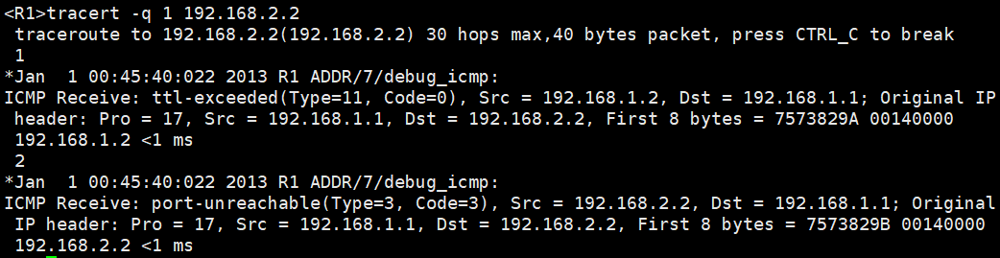 <R1>tracert -q 1 192.168.2.2
traceroute to 192.168.2.2(192.168.2.2) 30 hops max,40 bytes packet, press CTRL_C to break
1
*Jan  1 00:45:40:022 2013 R1 ADDR/7/debug_icmp:
ICMP Receive: ttl-exceeded(Type=11, Code=0), Src = 192.168.1.2, Dst = 192.168.1.1; Original IP
header: Pro = 17, Src = 192.168.1.1, Dst = 192.168.2.2, First 8 bytes = 7573829A 00140000
192.168.1.2 <1 ms
2
*Jan  1 00:45:40:022 2013 R1 ADDR/7/debug_icmp:
ICMP Receive: port-unreachable(Type=3, Code=3), Src = 192.168.2.2, Dst = 192.168.1.1; Original
IP header: Pro = 17, Src = 192.168.1.1, Dst = 192.168.2.2, First 8 bytes = 7573829B 00140000
192.168.2.2 <1 ms